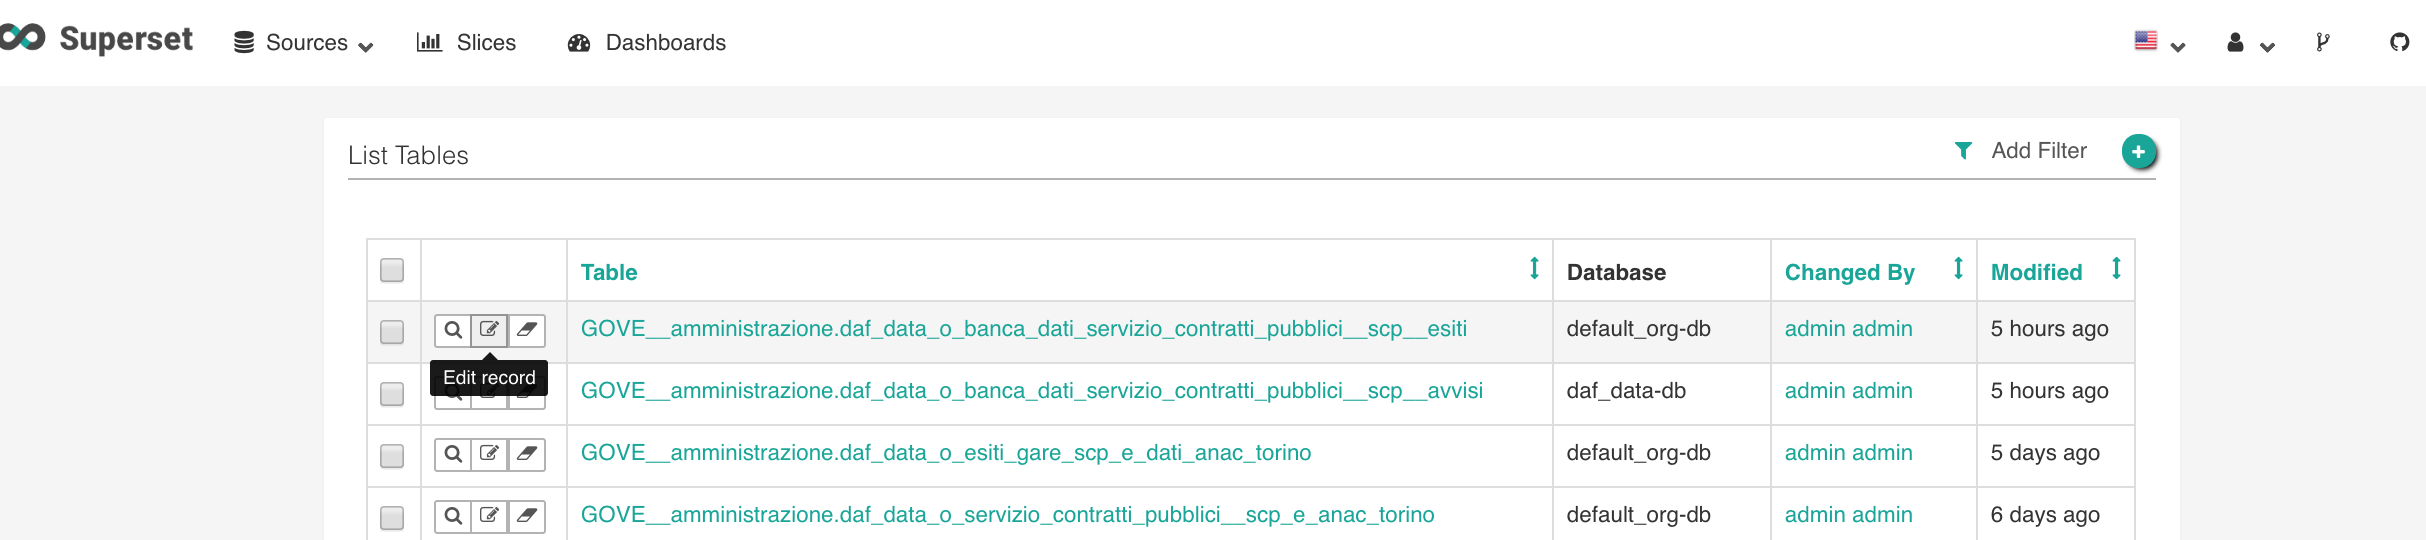 Superset Sources Slices Dashboards
List Tables Add Filter
Table Database Changed By Modified
GOVE__amministrazione.daf_data_o_banca_dati_servizio_contratti_pubblici__scp__esiti default_org-db admin admin 5 hours ago
Edit record
GOVE__amministrazione.daf_data_o_banca_dati_servizio_contratti_pubblici__scp__avvisi daf_data-db admin admin 5 hours ago
GOVE__amministrazione.daf_data_o_esiti_gare_scp_e_dati_anac_torino default_org-db admin admin 5 days ago
GOVE__amministrazione.daf_data_o_servizio_contratti_pubblici__scp_e_anac_torino default_org-db admin admin 6 days ago